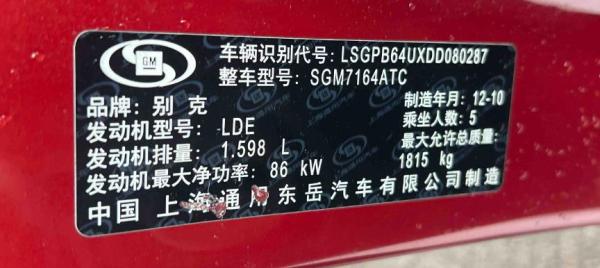 GM
车辆识别代号: LSGPB64UXDD080287
整车型号: SGM7164ATC
品牌: 别 克
制造年月: 12-10
发动机型号: LDE
乘坐人数: 5
发动机排量: 1.598 L
最大允许总质量:
1815 kg
发动机最大净功率: 86 kW
中国 上海通用东岳汽车有限公司制造